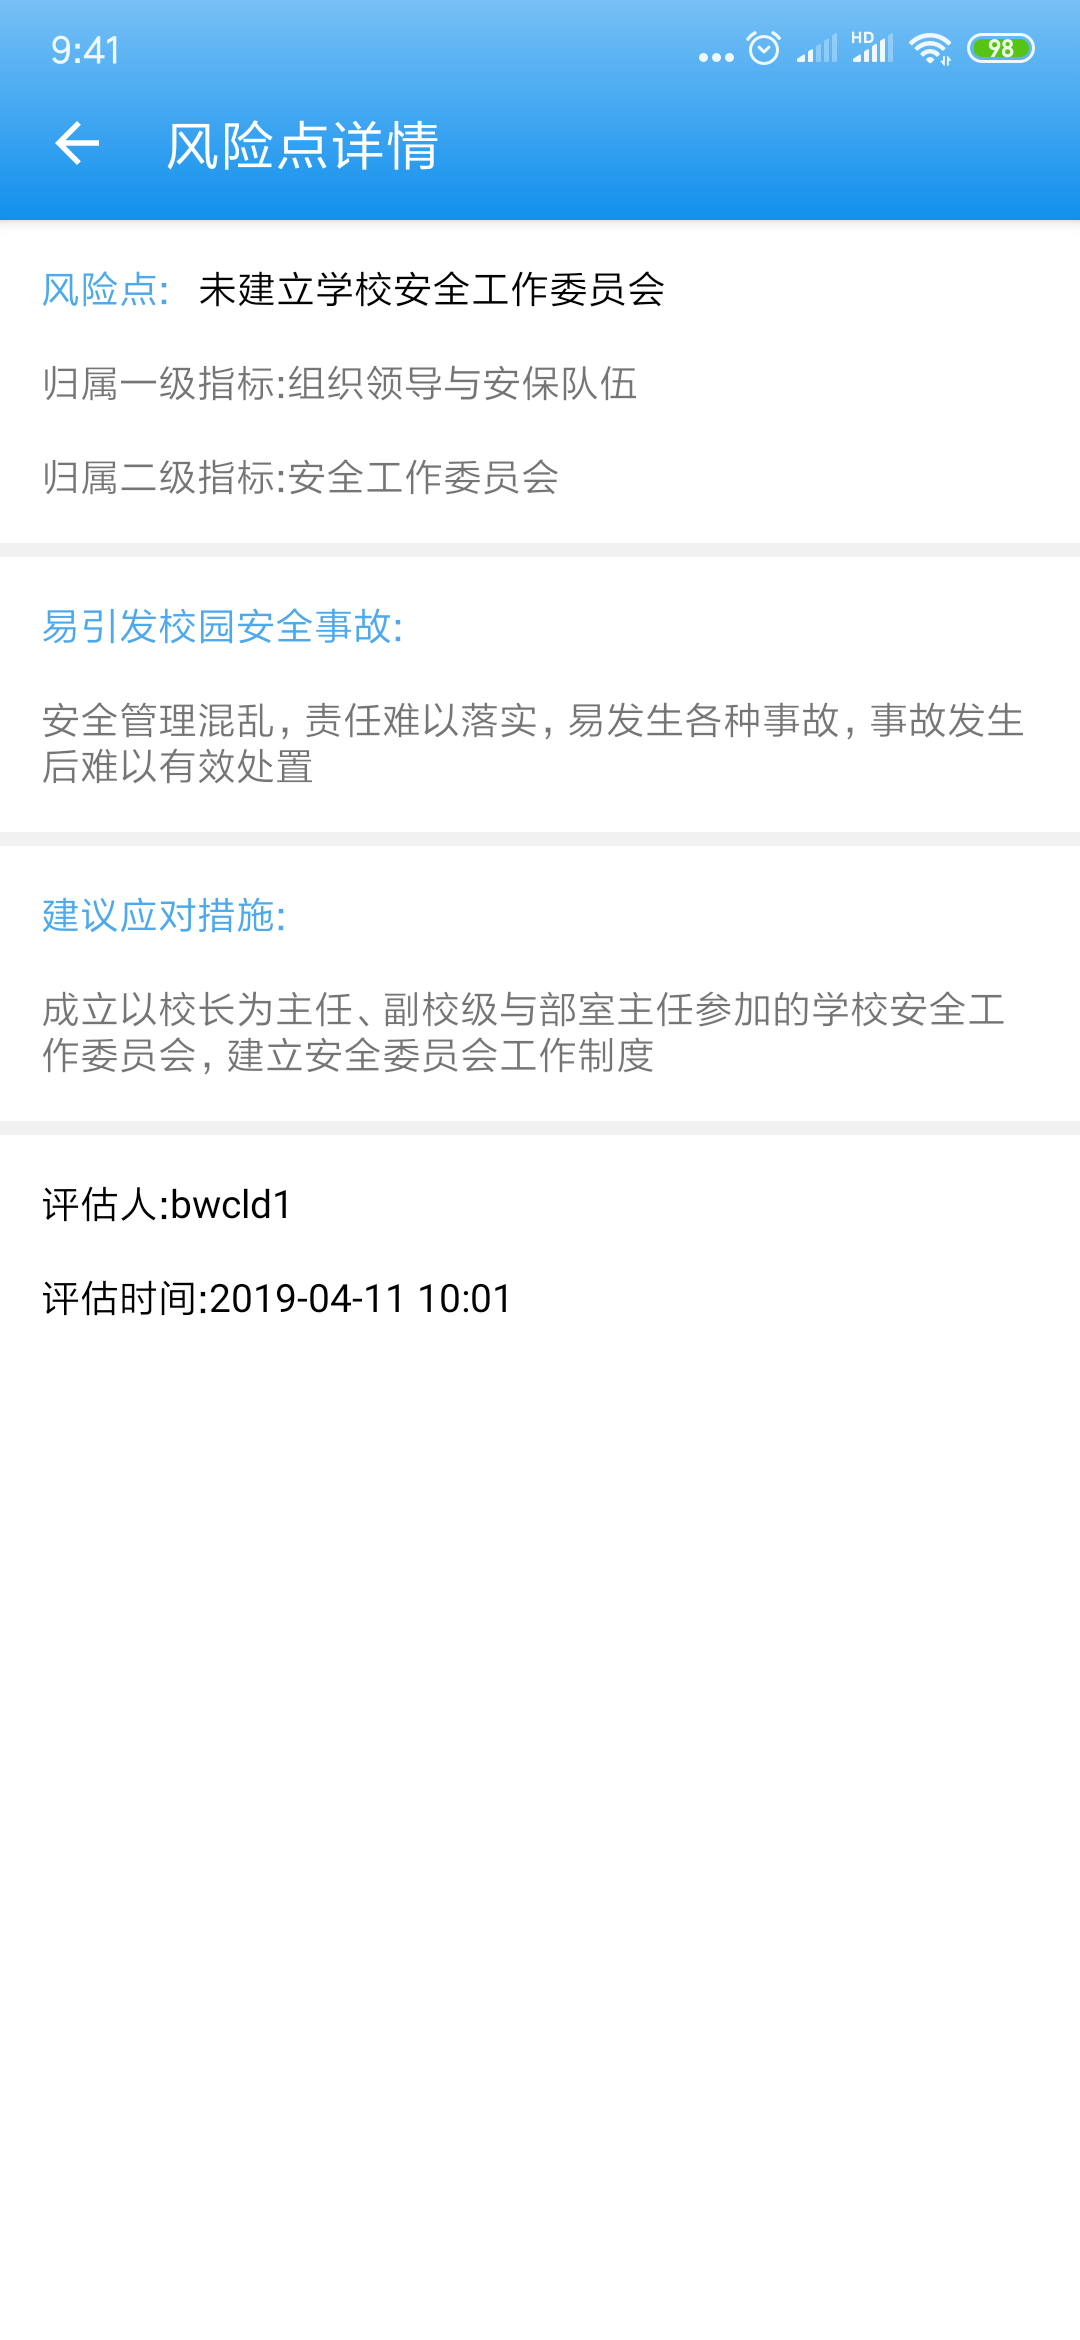 9:41
HD
98
风险点详情
风险点: 未建立学校安全工作委员会
归属一级指标:组织领导与安保队伍
归属二级指标:安全工作委员会
易引发校园安全事故:
安全管理混乱，责任难以落实，易发生各种事故，事故发生
后难以有效处置
建议应对措施:
成立以校长为主任、副校级与部室主任参加的学校安全工
作委员会，建立安全委员会工作制度
评估人:bwcld1
评估时间:2019-04-11 10:01